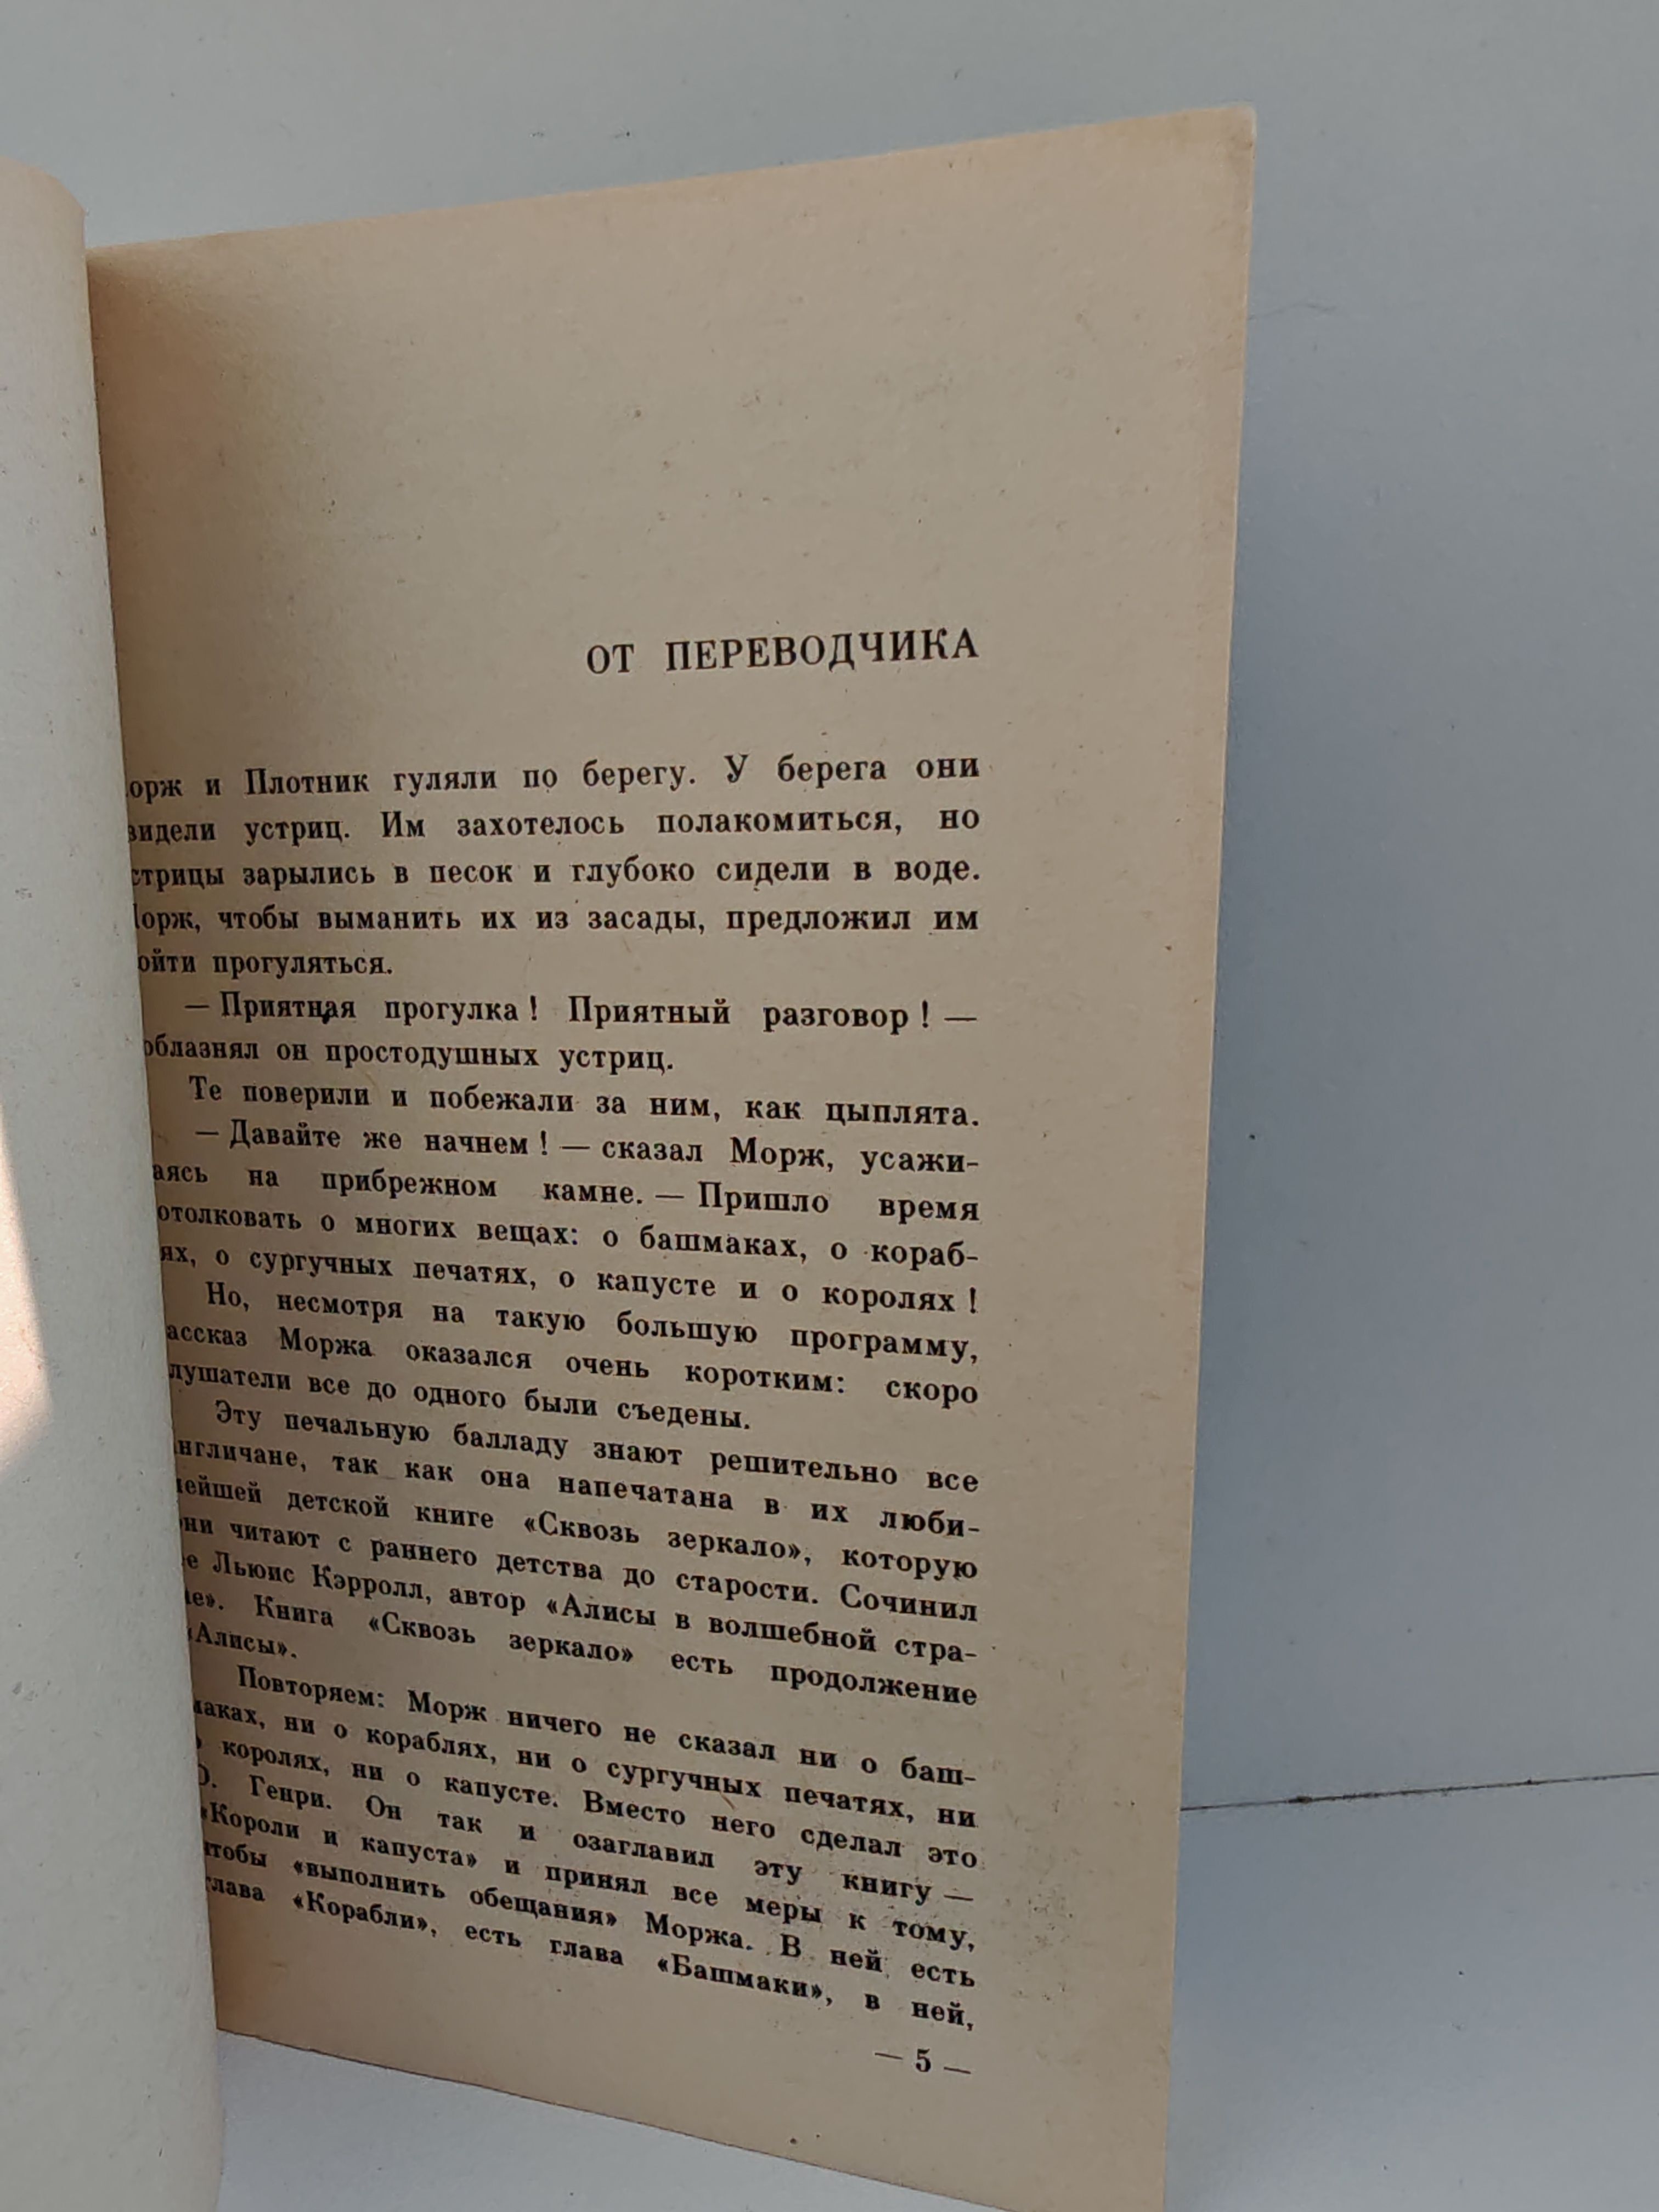 ОТ ПЕРЕВОДЧИКА
орж и Плотник гуляли по берегу. У берега они
видели устриц. Им захотелось полакомиться, но
стрицы зарылись в песок и глубоко сидели в воде.
орж, чтобы выманить их из засады, предложил им
ойти прогуляться.
— Приятная прогулка! Приятный разговор! —
облазнял он простодушных устриц.
Те поверили и побежали за ним, как цыплята.
— Давайте же начнем! — сказал Морж, усажи-
аясь на прибрежном камне. — Пришло время
отолковать о многих вещах: о башмаках, о кораб-
ях, о сургучных печатях, о капусте и о королях!
Но, несмотря на такую большую программу,
ассказ Моржа оказался очень коротким: скоро
лушатели все до одного были съедены.
Эту печальную балладу знают решительно все
нгличане, так как она напечатана в их люби-
ейшей детской книге «Сквозь зеркало», которую
они читают с раннего детства до старости. Сочинил
е Льюис Кэрролл, автор «Алисы в волшебной стра-
не». Книга «Сквозь зеркало» есть продолжение
«Алисы».
Повторяем: Морж ничего не сказал ни о баш-
маках, ни о кораблях, ни о сургучных печатях, ни
о королях, ни о капусте. Вместо него сделал это
О. Генри. Он так и озаглавил эту книгу —
«Короли и капуста» и принял все меры к тому,
чтобы «выполнить обещания» Моржа. В ней есть
глава «Корабли», есть глава «Башмаки», в ней,
— 5 —